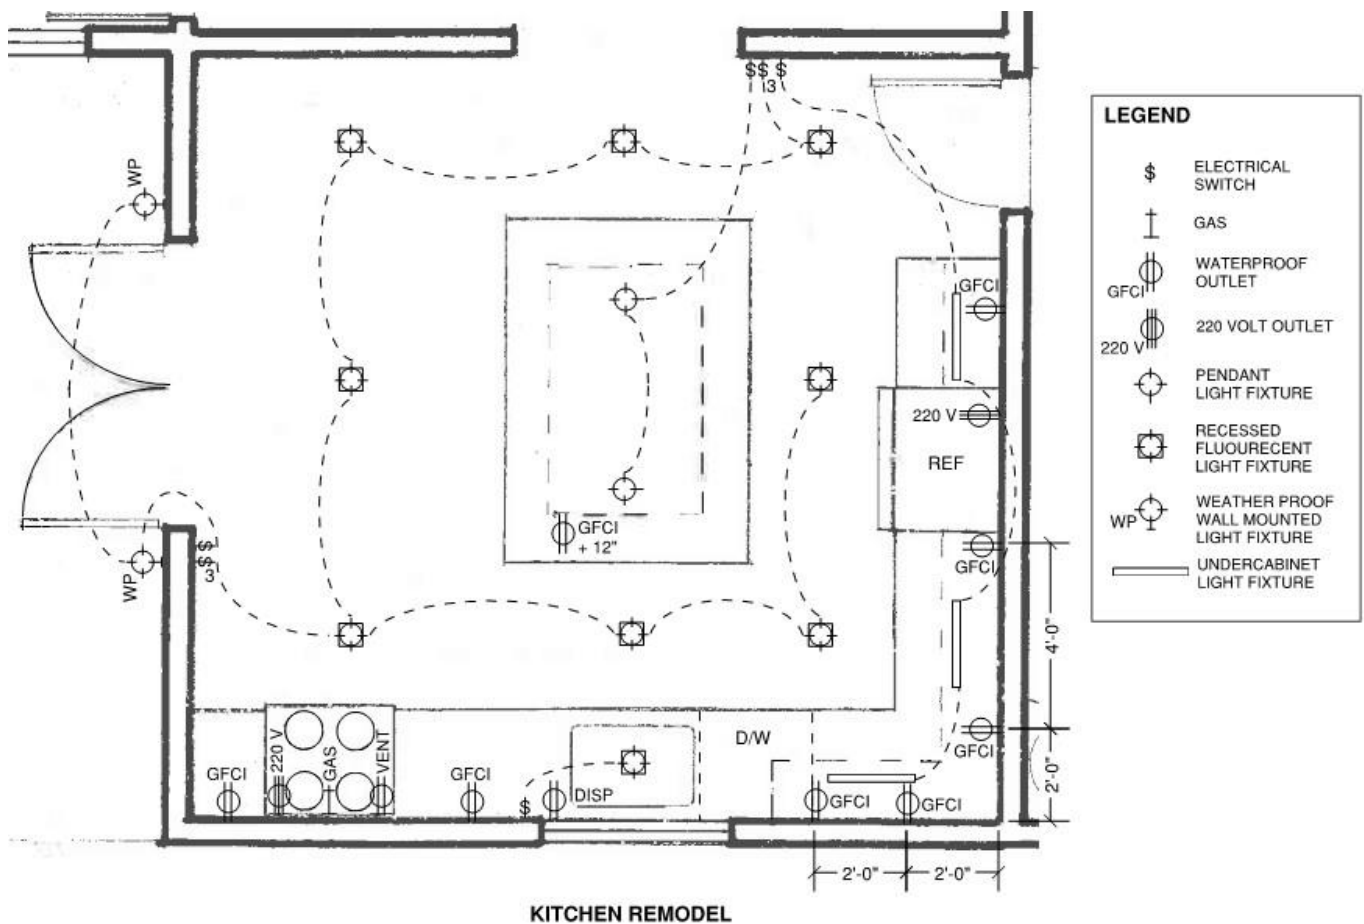 $ $ $
3
WP
GFCI
220 V
REF
GFCI
+ 12"
$
$
3
WP
GFCI
4'-0"
GFCI
2'-0"
D/W
GFCI
220 V
GAS
VENT
GFCI
$
DISP
GFCI
GFCI
2'-0"
2'-0"
KITCHEN REMODEL
LEGEND
$ ELECTRICAL
SWITCH
GAS
WATERPROOF
GFCI OUTLET
220 VOLT OUTLET
220 V
PENDANT
LIGHT FIXTURE
RECESSED
FLUOURECENT
LIGHT FIXTURE
WEATHER PROOF
WP WALL MOUNTED
LIGHT FIXTURE
UNDERCABINET
LIGHT FIXTURE